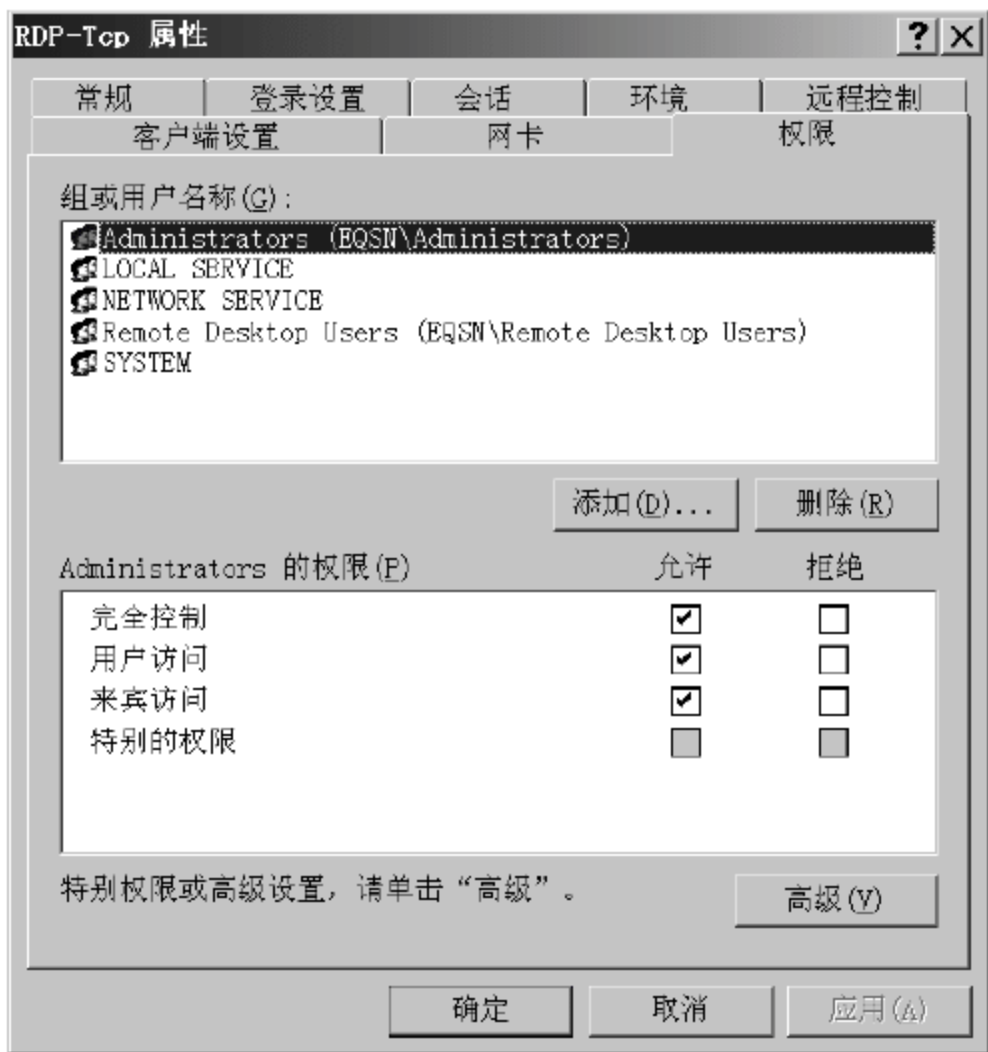 RDP-Tcp 属性
常规 登录设置 会话 环境 远程控制
客户端设置 网卡 权限
组或用户名称(G):
Administrators (EQSN\Administrators)
LOCAL SERVICE
NETWORK SERVICE
Remote Desktop Users (EQSN\Remote Desktop Users)
SYSTEM
添加(D)... 删除(R)
Administrators 的权限(P) 允许 拒绝
完全控制
用户访问
来宾访问
特别的权限
特别权限或高级设置，请单击“高级”。
高级(V)
确定 取消 应用(A)